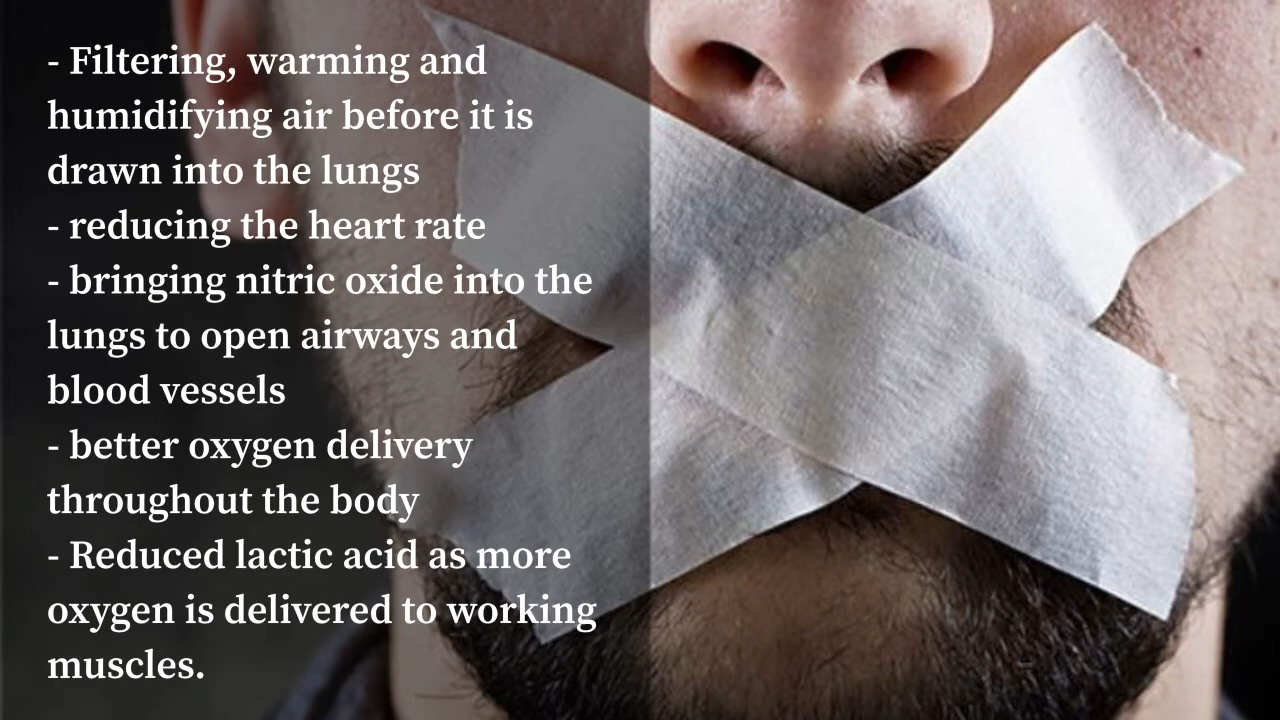 - Filtering, warming and
humidifying air before it is
drawn into the lungs
- reducing the heart rate
- bringing nitric oxide into the
lungs to open airways and
blood vessels
- better oxygen delivery
throughout the body
- Reduced lactic acid as more
oxygen is delivered to working
muscles.